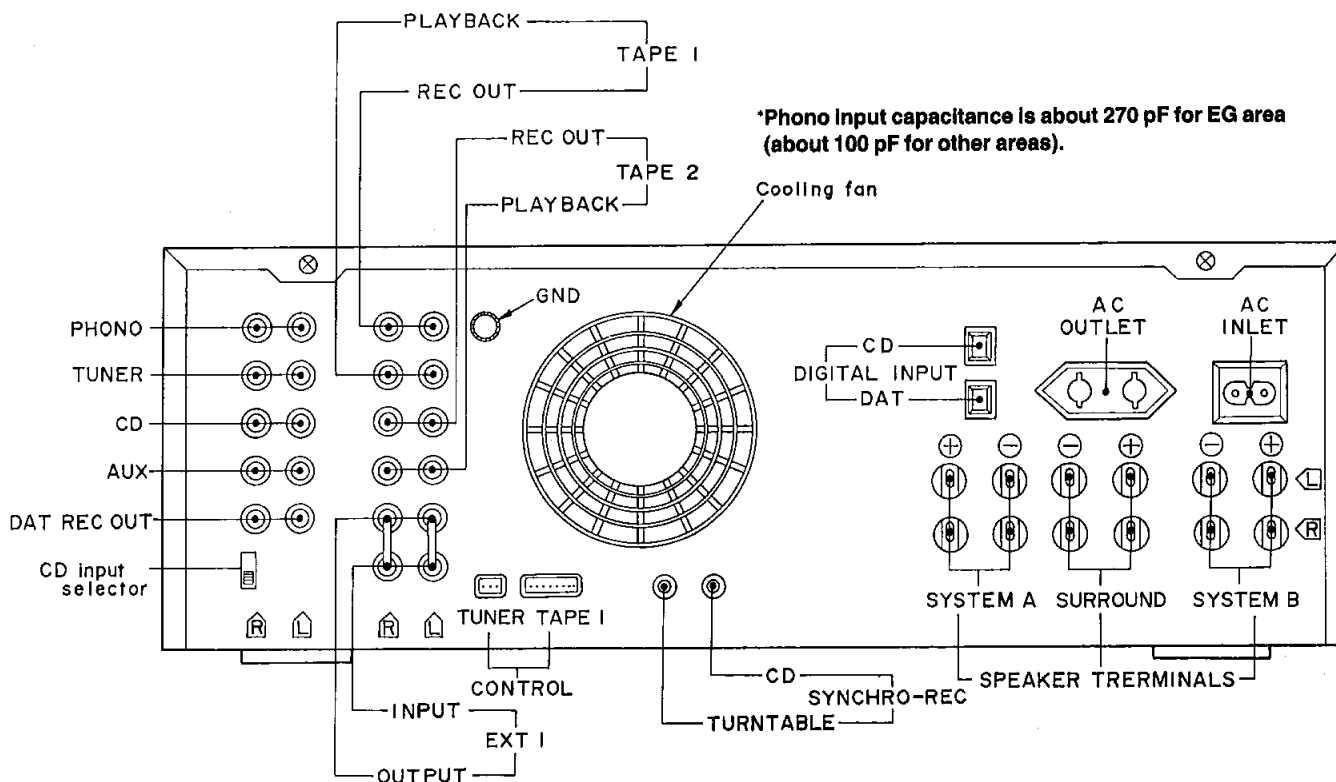 PLAYBACK
TAPE 1
REC OUT
REC OUT
TAPE 2
PLAYBACK
*Phono input capacitance is about 270 pF for EG area
(about 100 pF for other areas).
Cooling fan
GND
PHONO
TUNER
CD
AUX
DAT REC OUT
CD input
selector
R L R L
CD
DIGITAL INPUT
DAT
AC
OUTLET
AC
INLET
+ - - + - +
L
R
TUNER TAPE 1
CONTROL
SYSTEM A SURROUND SYSTEM B
SPEAKER TRERMINALS
CD
SYNCHRO-REC
TURNTABLE
INPUT
EXT 1
OUTPUT